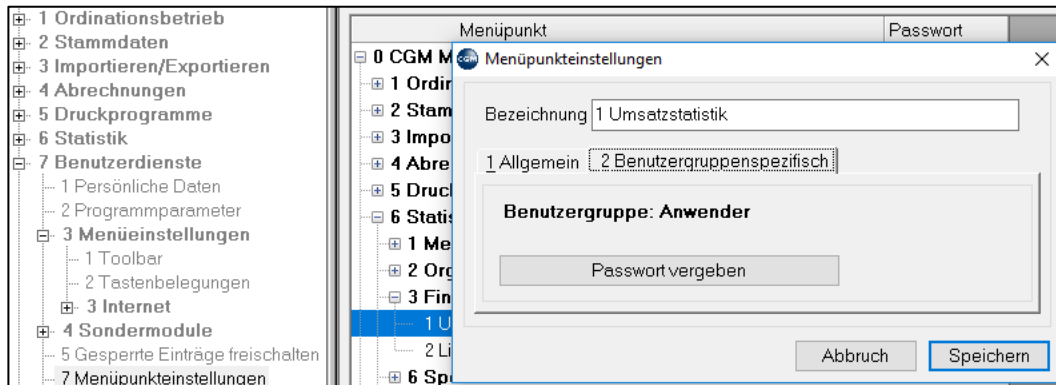 1 Ordinationsbetrieb
2 Stammdaten
3 Importieren/Exportieren
4 Abrechnungen
5 Druckprogramme
6 Statistik
7 Benutzerdienste
1 Persönliche Daten
2 Programmparameter
3 Menüeinstellungen
1 Toolbar
2 Tastenbelegungen
3 Internet
4 Sondermodule
5 Gesperrte Einträge freischalten
7 Menüpunkteinstellungen
Menüpunkt Passwort
0 CGM M
1 Ordin
2 Stam
3 Impo
4 Abre
5 Druck
6 Statis
1 Me
2 Org
3 Fin
1 U
2 Li
6 Spe
CGM Menüpunkteinstellungen
Bezeichnung 1 Umsatzstatistik
1 Allgemein 2 Benutzergruppenspezifisch
Benutzergruppe: Anwender
Passwort vergeben
Abbruch Speichern